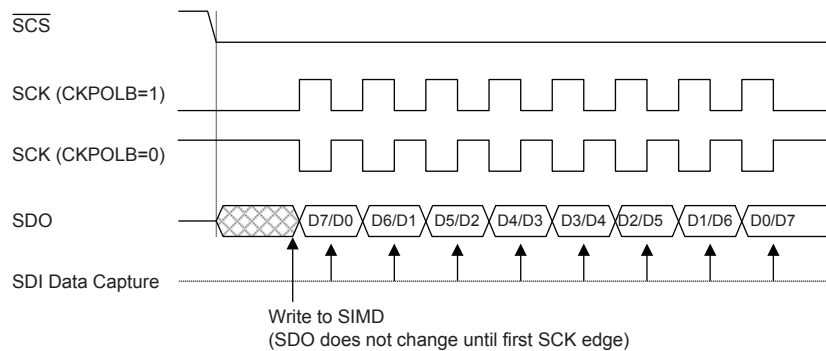 SCS
SCK (CKPOLB=1)
SCK (CKPOLB=0)
SDO
D7/D0 D6/D1 D5/D2 D4/D3 D3/D4 D2/D5 D1/D6 D0/D7
SDI Data Capture
Write to SIMD
(SDO does not change until first SCK edge)